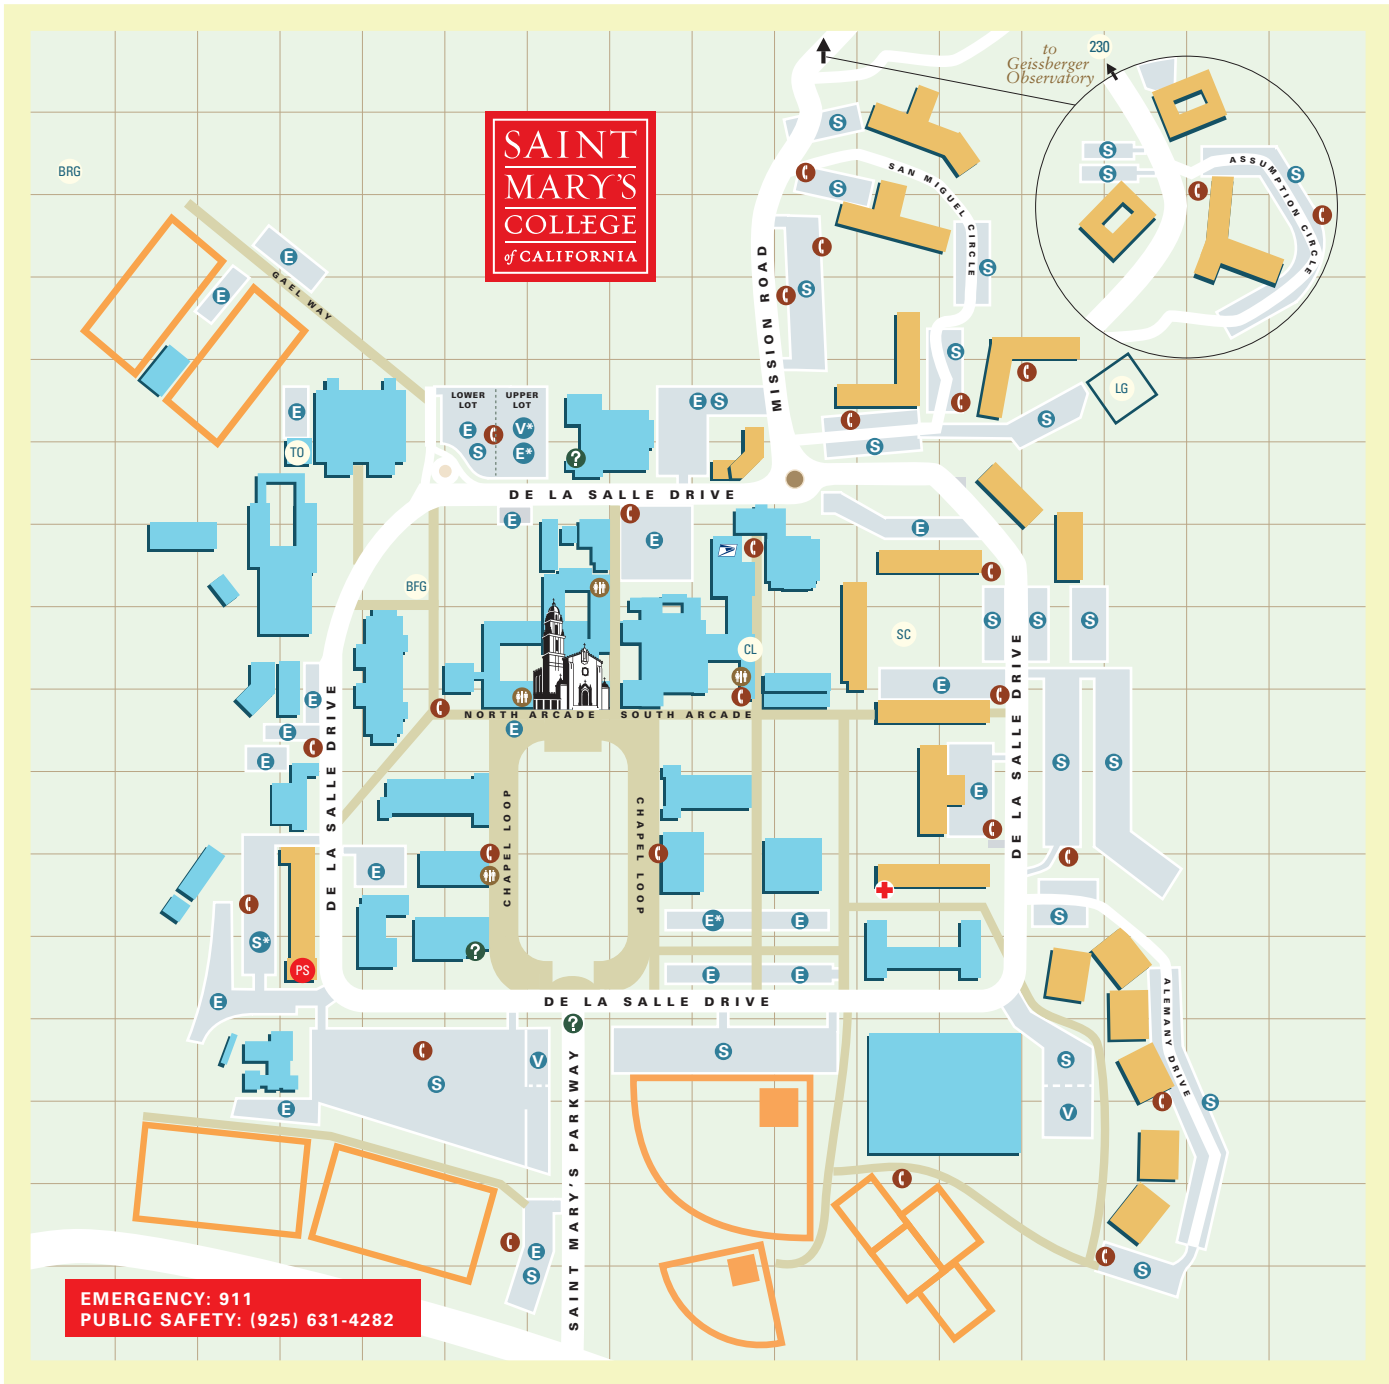 to
Geissberger
Observatory
230
SAINT
MARY'S
COLLEGE
of CALIFORNIA
BRG
GAEL WAY
MISSION ROAD
SAN MIGUEL CIRCLE
ASSUMPTION CIRCLE
S
S
S
S
S
S
S
S
E
E
E
LOWER
LOT
UPPER
LOT
E
S
V*
E*
E S
?
S
S
S
LG
TO
DE LA SALLE DRIVE
E
E
E
BFG
CL
SC
S
S
S
E
E
E
E
NORTH ARCADE
SOUTH ARCADE
E
DE LA SALLE DRIVE
DE LA SALLE DRIVE
CHAPEL LOOP
CHAPEL LOOP
E
S
S
E
E*
E
E
E
S
S*
PS
E
?
DE LA SALLE DRIVE
?
ALEMANY DRIVE
S
V
S
S
E
S
V
S
SAINT MARY'S PARKWAY
E
S
S
EMERGENCY: 911
PUBLIC SAFETY: (925) 631-4282